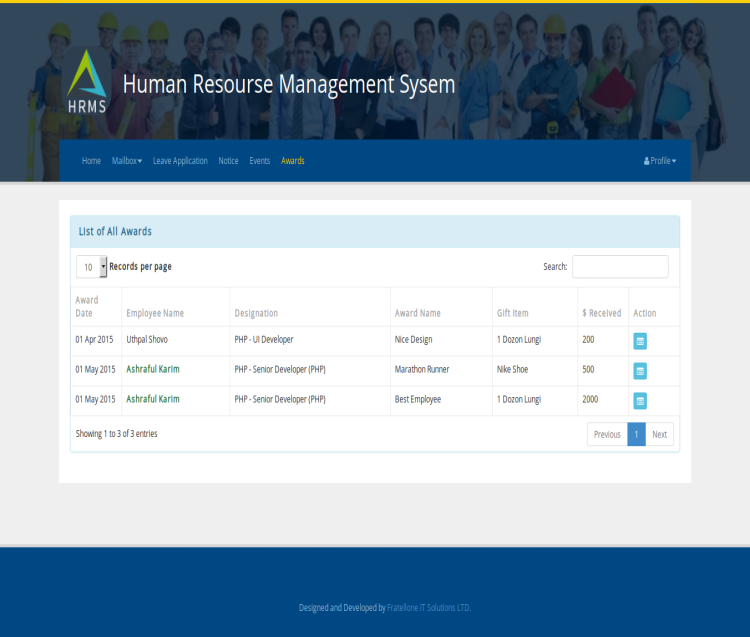 Human Resourse Management Sysem
HRMS
Home Mailbox Leave Application Notice Events Awards Profile
List of All Awards
10 Records per page Search:
Award Date Employee Name Designation Award Name Gift Item $ Received Action
01 Apr 2015 Uthpal Shovo PHP - UI Developer Nice Design 1 Dozon Lungi 200
01 May 2015 Ashraful Karim PHP - Senior Developer (PHP) Marathon Runner Nike Shoe 500
01 May 2015 Ashraful Karim PHP - Senior Developer (PHP) Best Employee 1 Dozon Lungi 2000
Showing 1 to 3 of 3 entries Previous 1 Next
Designed and Developed by Fratellone IT Solutions LTD.